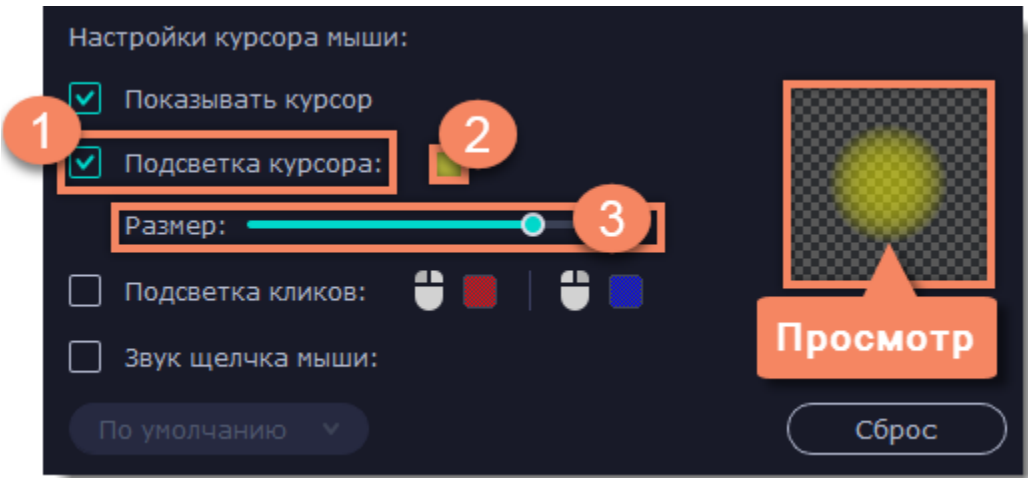 Настройки курсора мыши:
Показывать курсор
1
2
Подсветка курсора:
Размер:
3
Подсветка кликов:
Просмотр
Звук щелчка мыши:
По умолчанию
Сброс